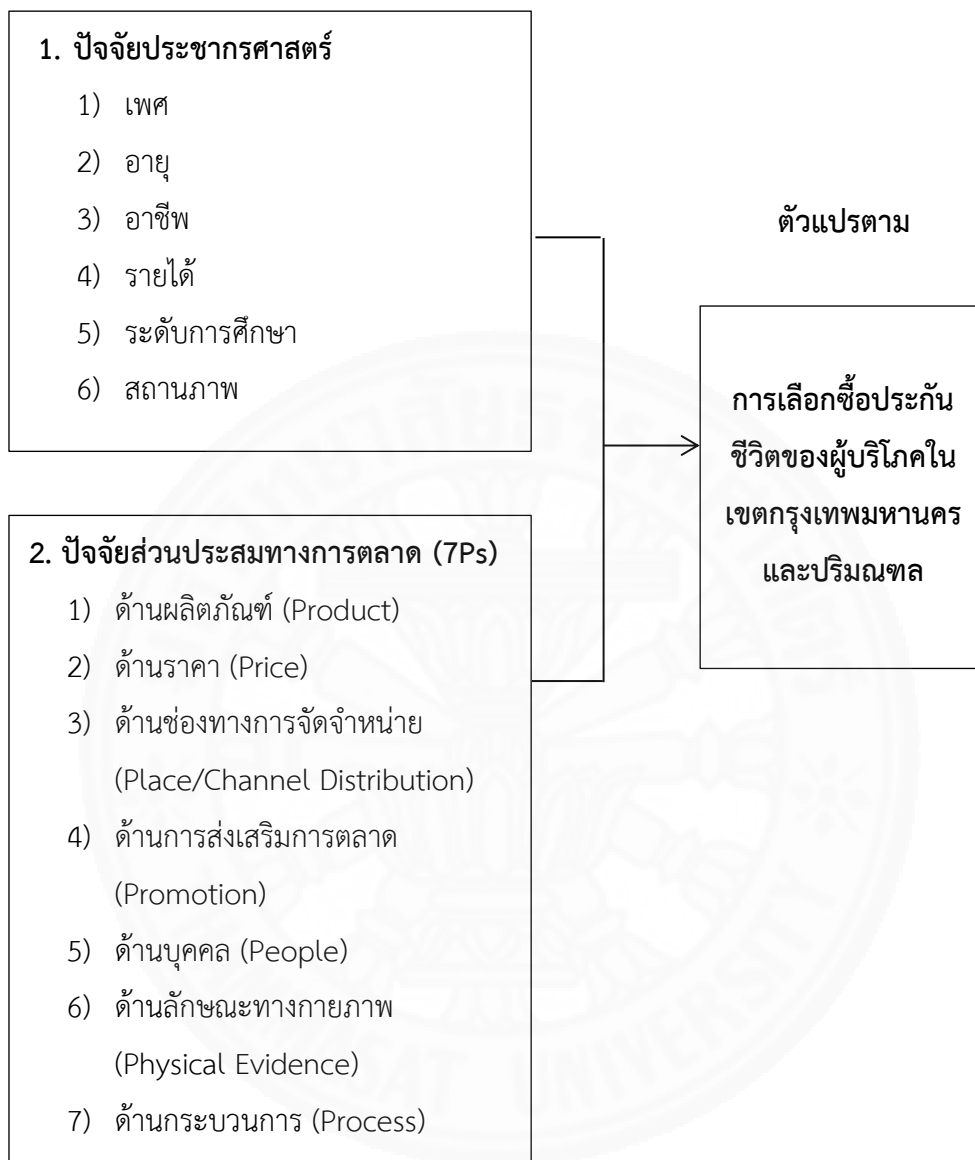 1. ปัจจัยประชากรศาสตร์
1) เพศ
2) อายุ
3) อาชีพ
4) รายได้
5) ระดับการศึกษา
6) สถานภาพ
2. ปัจจัยส่วนประสมทางการตลาด (7Ps)
1) ด้านผลิตภัณฑ์ (Product)
2) ด้านราคา (Price)
3) ด้านช่องทางการจัดจำหน่าย
(Place/Channel Distribution)
4) ด้านการส่งเสริมการตลาด
(Promotion)
5) ด้านบุคคล (People)
6) ด้านลักษณะทางกายภาพ
(Physical Evidence)
7) ด้านกระบวนการ (Process)
ตัวแปรตาม
การเลือกซื้อประกัน
ชีวิตของผู้บริโภคใน
เขตกรุงเทพมหานคร
และปริมณฑล